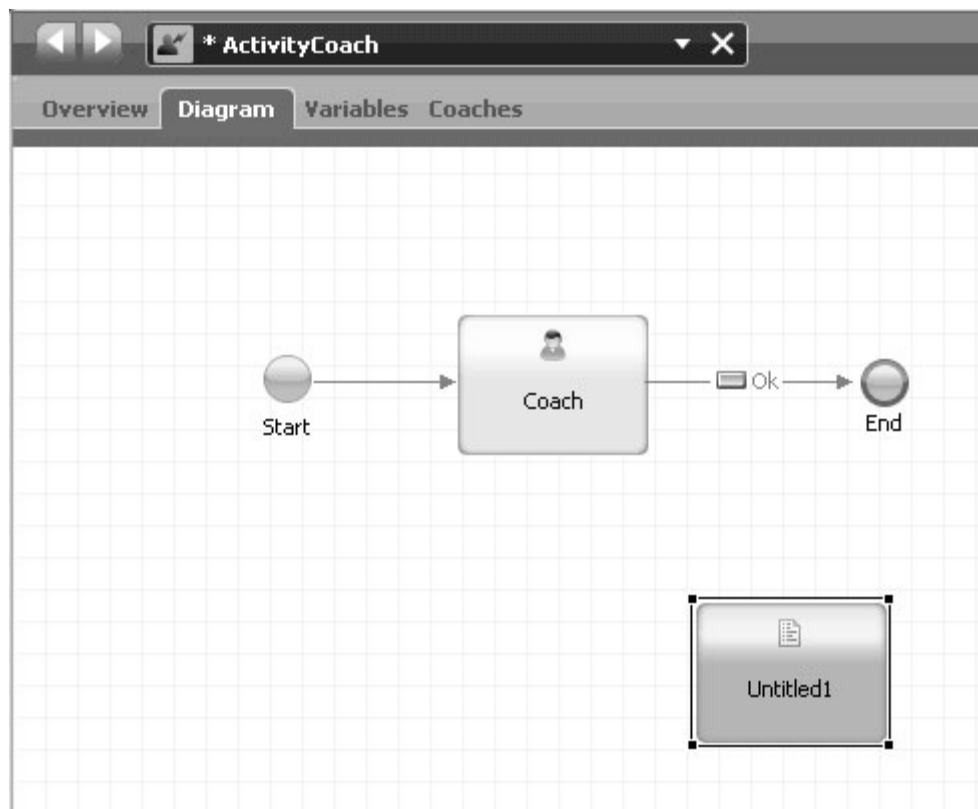 * ActivityCoach
Overview Diagram Variables Coaches
Coach
Ok
Start
End
Untitled1